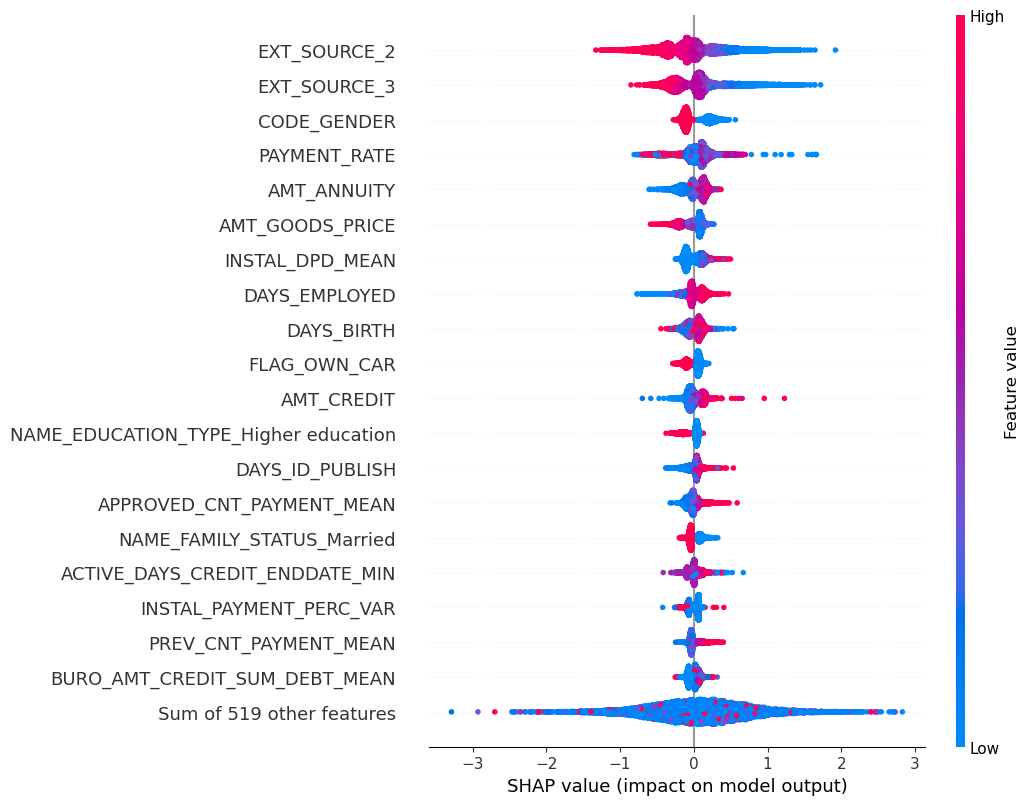 High
EXT_SOURCE_2
EXT_SOURCE_3
CODE_GENDER
PAYMENT_RATE
AMT_ANNUITY
AMT_GOODS_PRICE
INSTAL_DPD_MEAN
DAYS_EMPLOYED
DAYS_BIRTH
FLAG_OWN_CAR
AMT_CREDIT
NAME_EDUCATION_TYPE_Higher education
DAYS_ID_PUBLISH
APPROVED_CNT_PAYMENT_MEAN
NAME_FAMILY_STATUS_Married
ACTIVE_DAYS_CREDIT_ENDDATE_MIN
INSTAL_PAYMENT_PERC_VAR
PREV_CNT_PAYMENT_MEAN
BURO_AMT_CREDIT_SUM_DEBT_MEAN
Sum of 519 other features
Feature value
Low
−3 −2 −1 0 1 2 3
SHAP value (impact on model output)